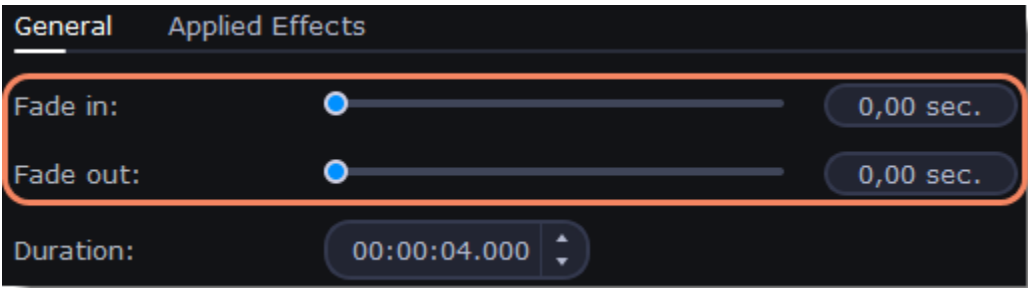 General Applied Effects
Fade in: 0,00 sec.
Fade out: 0,00 sec.
Duration: 00:00:04.000